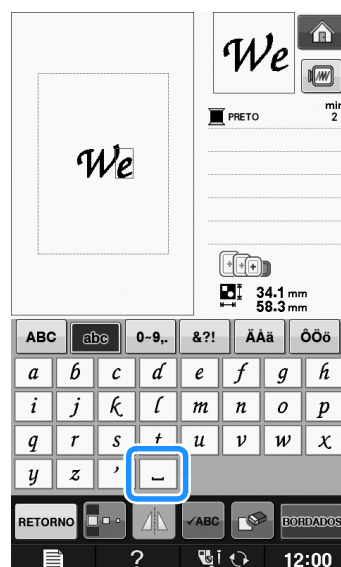 We
We
min
PRETO 2
34.1 mm
58.3 mm
ABC abc 0~9,. &?! ÄÅä ÔÖö
a b c d e f g h
i j k l m n o p
q r s t u v w x
y z ' ⎵
RETORNO ✓ABC BORDADOS
? 12:00